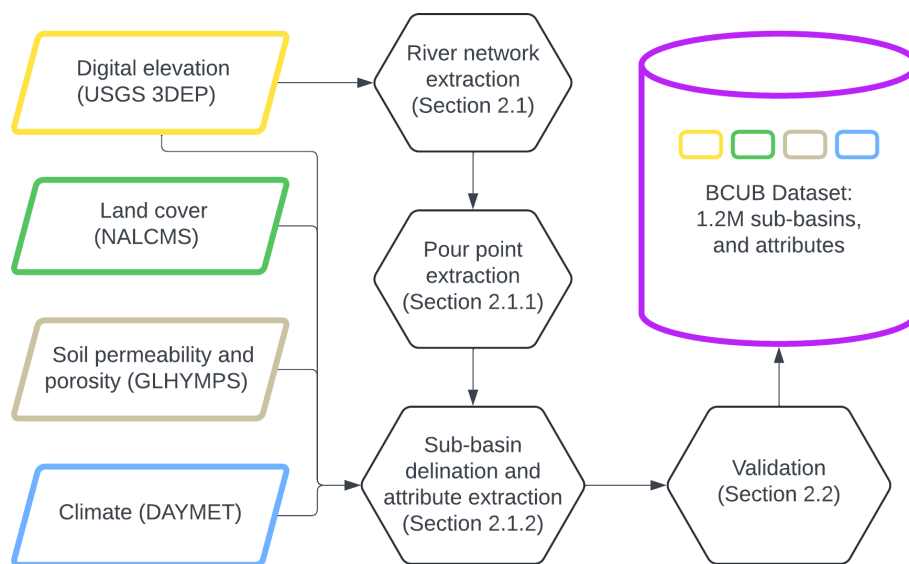 Digital elevation
(USGS 3DEP)
River network
extraction
(Section 2.1)
Land cover
(NALCMS)
Pour point
extraction
(Section 2.1.1)
BCUB Dataset:
1.2M sub-basins,
and attributes
Soil permeability and
porosity (GLHYMPS)
Climate (DAYMET)
Sub-basin
delination and
attribute extraction
(Section 2.1.2)
Validation
(Section 2.2)